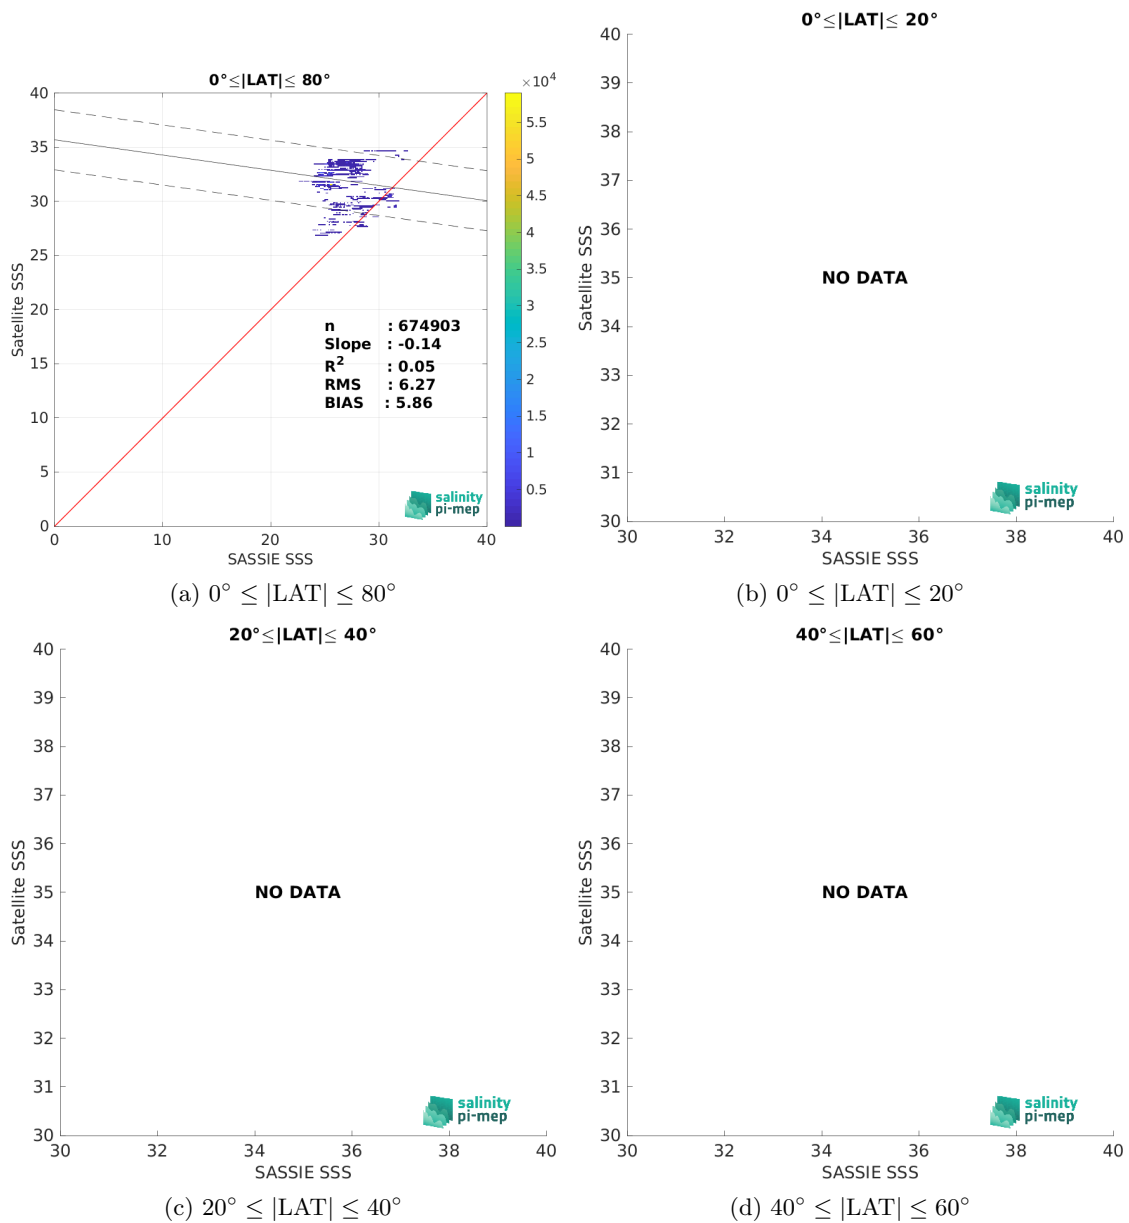 0°≤|LAT|≤ 80°
×10⁴
40
35
30
25
20
15
10
5
0
Satellite SSS
0
10
20
30
40
SASSIE SSS
5.5
5
4.5
4
3.5
3
2.5
2
1.5
1
0.5
n : 674903
Slope : -0.14
R² : 0.05
RMS : 6.27
BIAS : 5.86
salinity
pi-mep
(a) 0° ≤ |LAT| ≤ 80°
0°≤|LAT|≤ 20°
40
39
38
37
36
35
34
33
32
31
30
Satellite SSS
NO DATA
salinity
pi-mep
30
32
34
36
38
40
SASSIE SSS
(b) 0° ≤ |LAT| ≤ 20°
20°≤|LAT|≤ 40°
40
39
38
37
36
35
34
33
32
31
30
Satellite SSS
NO DATA
salinity
pi-mep
30
32
34
36
38
40
SASSIE SSS
(c) 20° ≤ |LAT| ≤ 40°
40°≤|LAT|≤ 60°
40
39
38
37
36
35
34
33
32
31
30
Satellite SSS
NO DATA
salinity
pi-mep
30
32
34
36
38
40
SASSIE SSS
(d) 40° ≤ |LAT| ≤ 60°